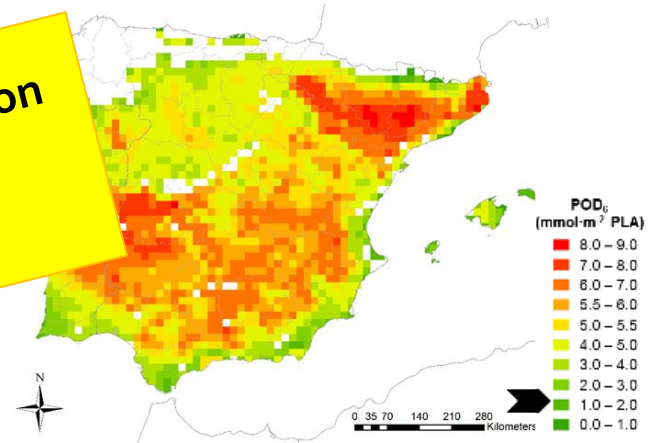 on
N
POD₆
(mmol·m⁻² PLA)
8.0 – 9.0
7.0 – 8.0
6.0 – 7.0
5.5 – 6.0
5.0 – 5.5
4.0 – 5.0
3.0 – 4.0
2.0 – 3.0
1.0 – 2.0
0.0 – 1.0
0 35 70 140 210 280
Kilometers